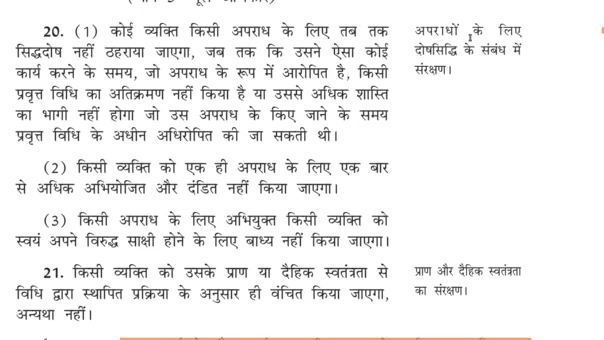 20. (1) कोई व्यक्ति किसी अपराध के लिए तब तक
सिद्धदोष नहीं ठहराया जाएगा, जब तक कि उसने ऐसा कोई
कार्य करने के समय, जो अपराध के रूप में आरोपित है, किसी
प्रवृत्त विधि का अतिक्रमण नहीं किया है या उससे अधिक शास्ति
का भागी नहीं होगा जो उस अपराध के किए जाने के समय
प्रवृत्त विधि के अधीन अधिरोपित की जा सकती थी।
अपराधों के लिए
दोषसिद्धि के संबंध में
संरक्षण।
(2) किसी व्यक्ति को एक ही अपराध के लिए एक बार
से अधिक अभियोजित और दंडित नहीं किया जाएगा।
(3) किसी अपराध के लिए अभियुक्त किसी व्यक्ति को
स्वयं अपने विरुद्ध साक्षी होने के लिए बाध्य नहीं किया जाएगा।
21. किसी व्यक्ति को उसके प्राण या दैहिक स्वतंत्रता से
विधि द्वारा स्थापित प्रक्रिया के अनुसार ही वंचित किया जाएगा,
अन्यथा नहीं।
प्राण और दैहिक स्वतंत्रता
का संरक्षण।